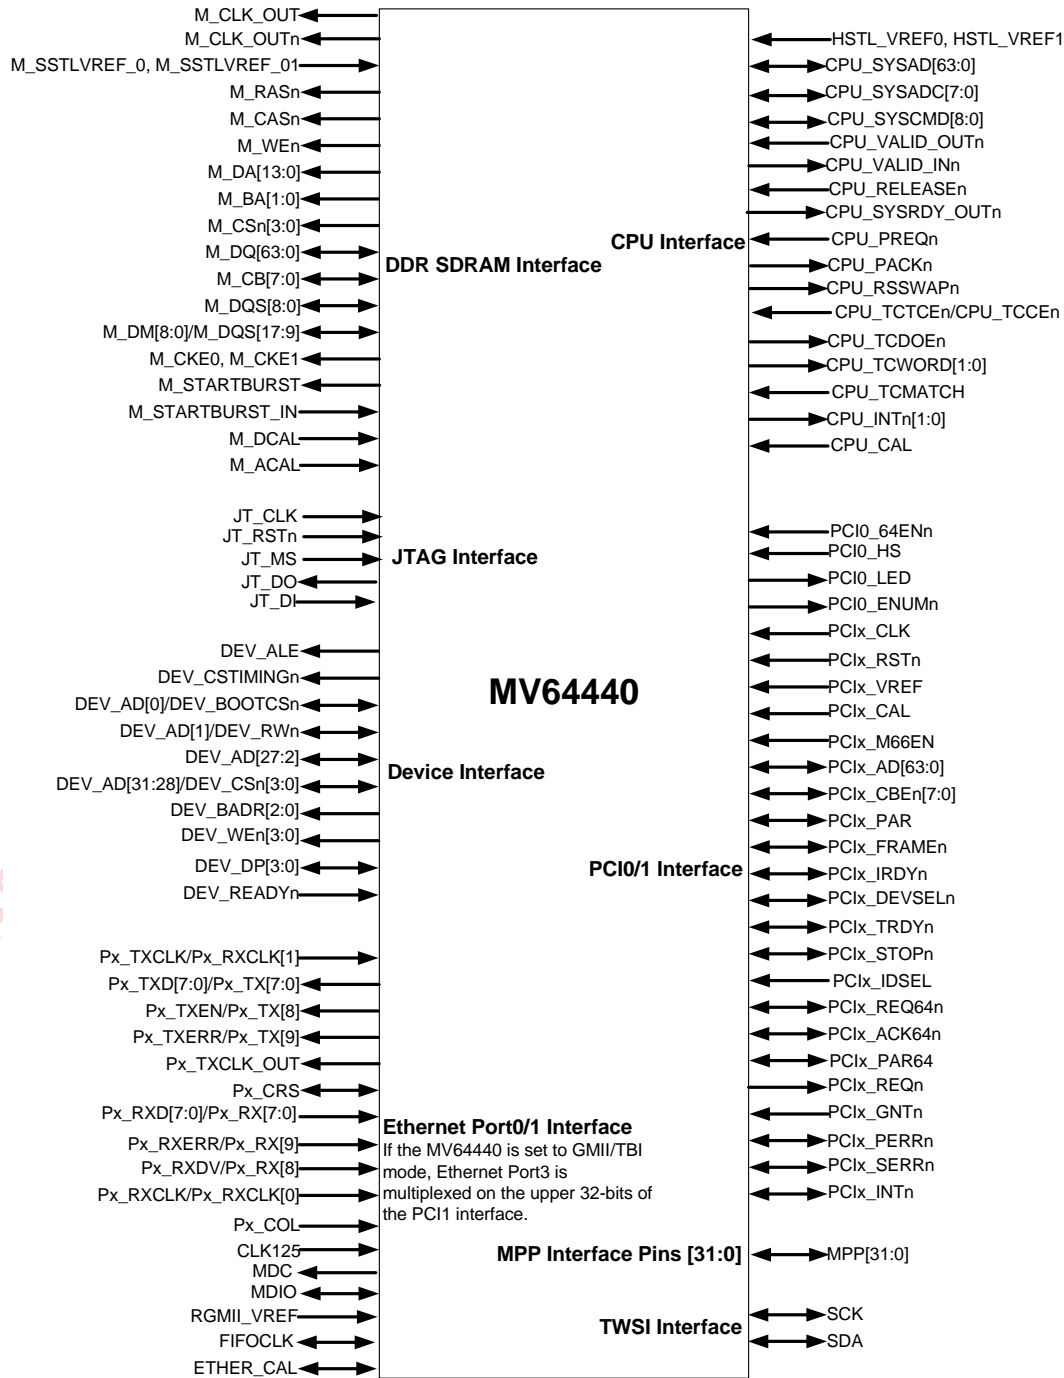 M_CLK_OUT
M_CLK_OUTn
M_SSTLVREF_0, M_SSTLVREF_01
M_RASn
M_CASn
M_WEn
M_DA[13:0]
M_BA[1:0]
M_CSn[3:0]
M_DQ[63:0]
M_CB[7:0]
M_DQS[8:0]
M_DM[8:0]/M_DQS[17:9]
M_CKE0, M_CKE1
M_STARTBURST
M_STARTBURST_IN
M_DCAL
M_ACAL
DDR SDRAM Interface
JT_CLK
JT_RSTn
JT_MS
JT_DO
JT_DI
JTAG Interface
DEV_ALE
DEV_CSTIMINGn
DEV_AD[0]/DEV_BOOTCSn
DEV_AD[1]/DEV_RWn
DEV_AD[27:2]
DEV_AD[31:28]/DEV_CSn[3:0]
DEV_BADR[2:0]
DEV_WEn[3:0]
DEV_DP[3:0]
DEV_READYn
Device Interface
Px_TXCLK/Px_RXCLK[1]
Px_TXD[7:0]/Px_TX[7:0]
Px_TXEN/Px_TX[8]
Px_TXERR/Px_TX[9]
Px_TXCLK_OUT
Px_CRS
Px_RXD[7:0]/Px_RX[7:0]
Px_RXERR/Px_RX[9]
Px_RXDV/Px_RX[8]
Px_RXCLK/Px_RXCLK[0]
Px_COL
CLK125
MDC
MDIO
RGMII_VREF
FIFOCLK
ETHER_CAL
Ethernet Port0/1 Interface
If the MV64440 is set to GMII/TBI
mode, Ethernet Port3 is
multiplexed on the upper 32-bits of
the PCI1 interface.
MV64440
CPU Interface
HSTL_VREF0, HSTL_VREF1
CPU_SYSAD[63:0]
CPU_SYSADC[7:0]
CPU_SYSCMD[8:0]
CPU_VALID_OUTn
CPU_VALID_INn
CPU_RELEASEn
CPU_SYSRDY_OUTn
CPU_PREQn
CPU_PACKn
CPU_RSSWAPn
CPU_TCTCEn/CPU_TCCEn
CPU_TCDOEn
CPU_TCWORD[1:0]
CPU_TCMATCH
CPU_INTn[1:0]
CPU_CAL
PCI0/1 Interface
PCI0_64ENn
PCI0_HS
PCI0_LED
PCI0_ENUMn
PCIx_CLK
PCIx_RSTn
PCIx_VREF
PCIx_CAL
PCIx_M66EN
PCIx_AD[63:0]
PCIx_CBEn[7:0]
PCIx_PAR
PCIx_FRAMEn
PCIx_IRDYn
PCIx_DEVSELn
PCIx_TRDYn
PCIx_STOPn
PCIx_IDSEL
PCIx_REQ64n
PCIx_ACK64n
PCIx_PAR64
PCIx_REQn
PCIx_GNTn
PCIx_PERRn
PCIx_SERRn
PCIx_INTn
MPP Interface Pins [31:0]
MPP[31:0]
TWSI Interface
SCK
SDA